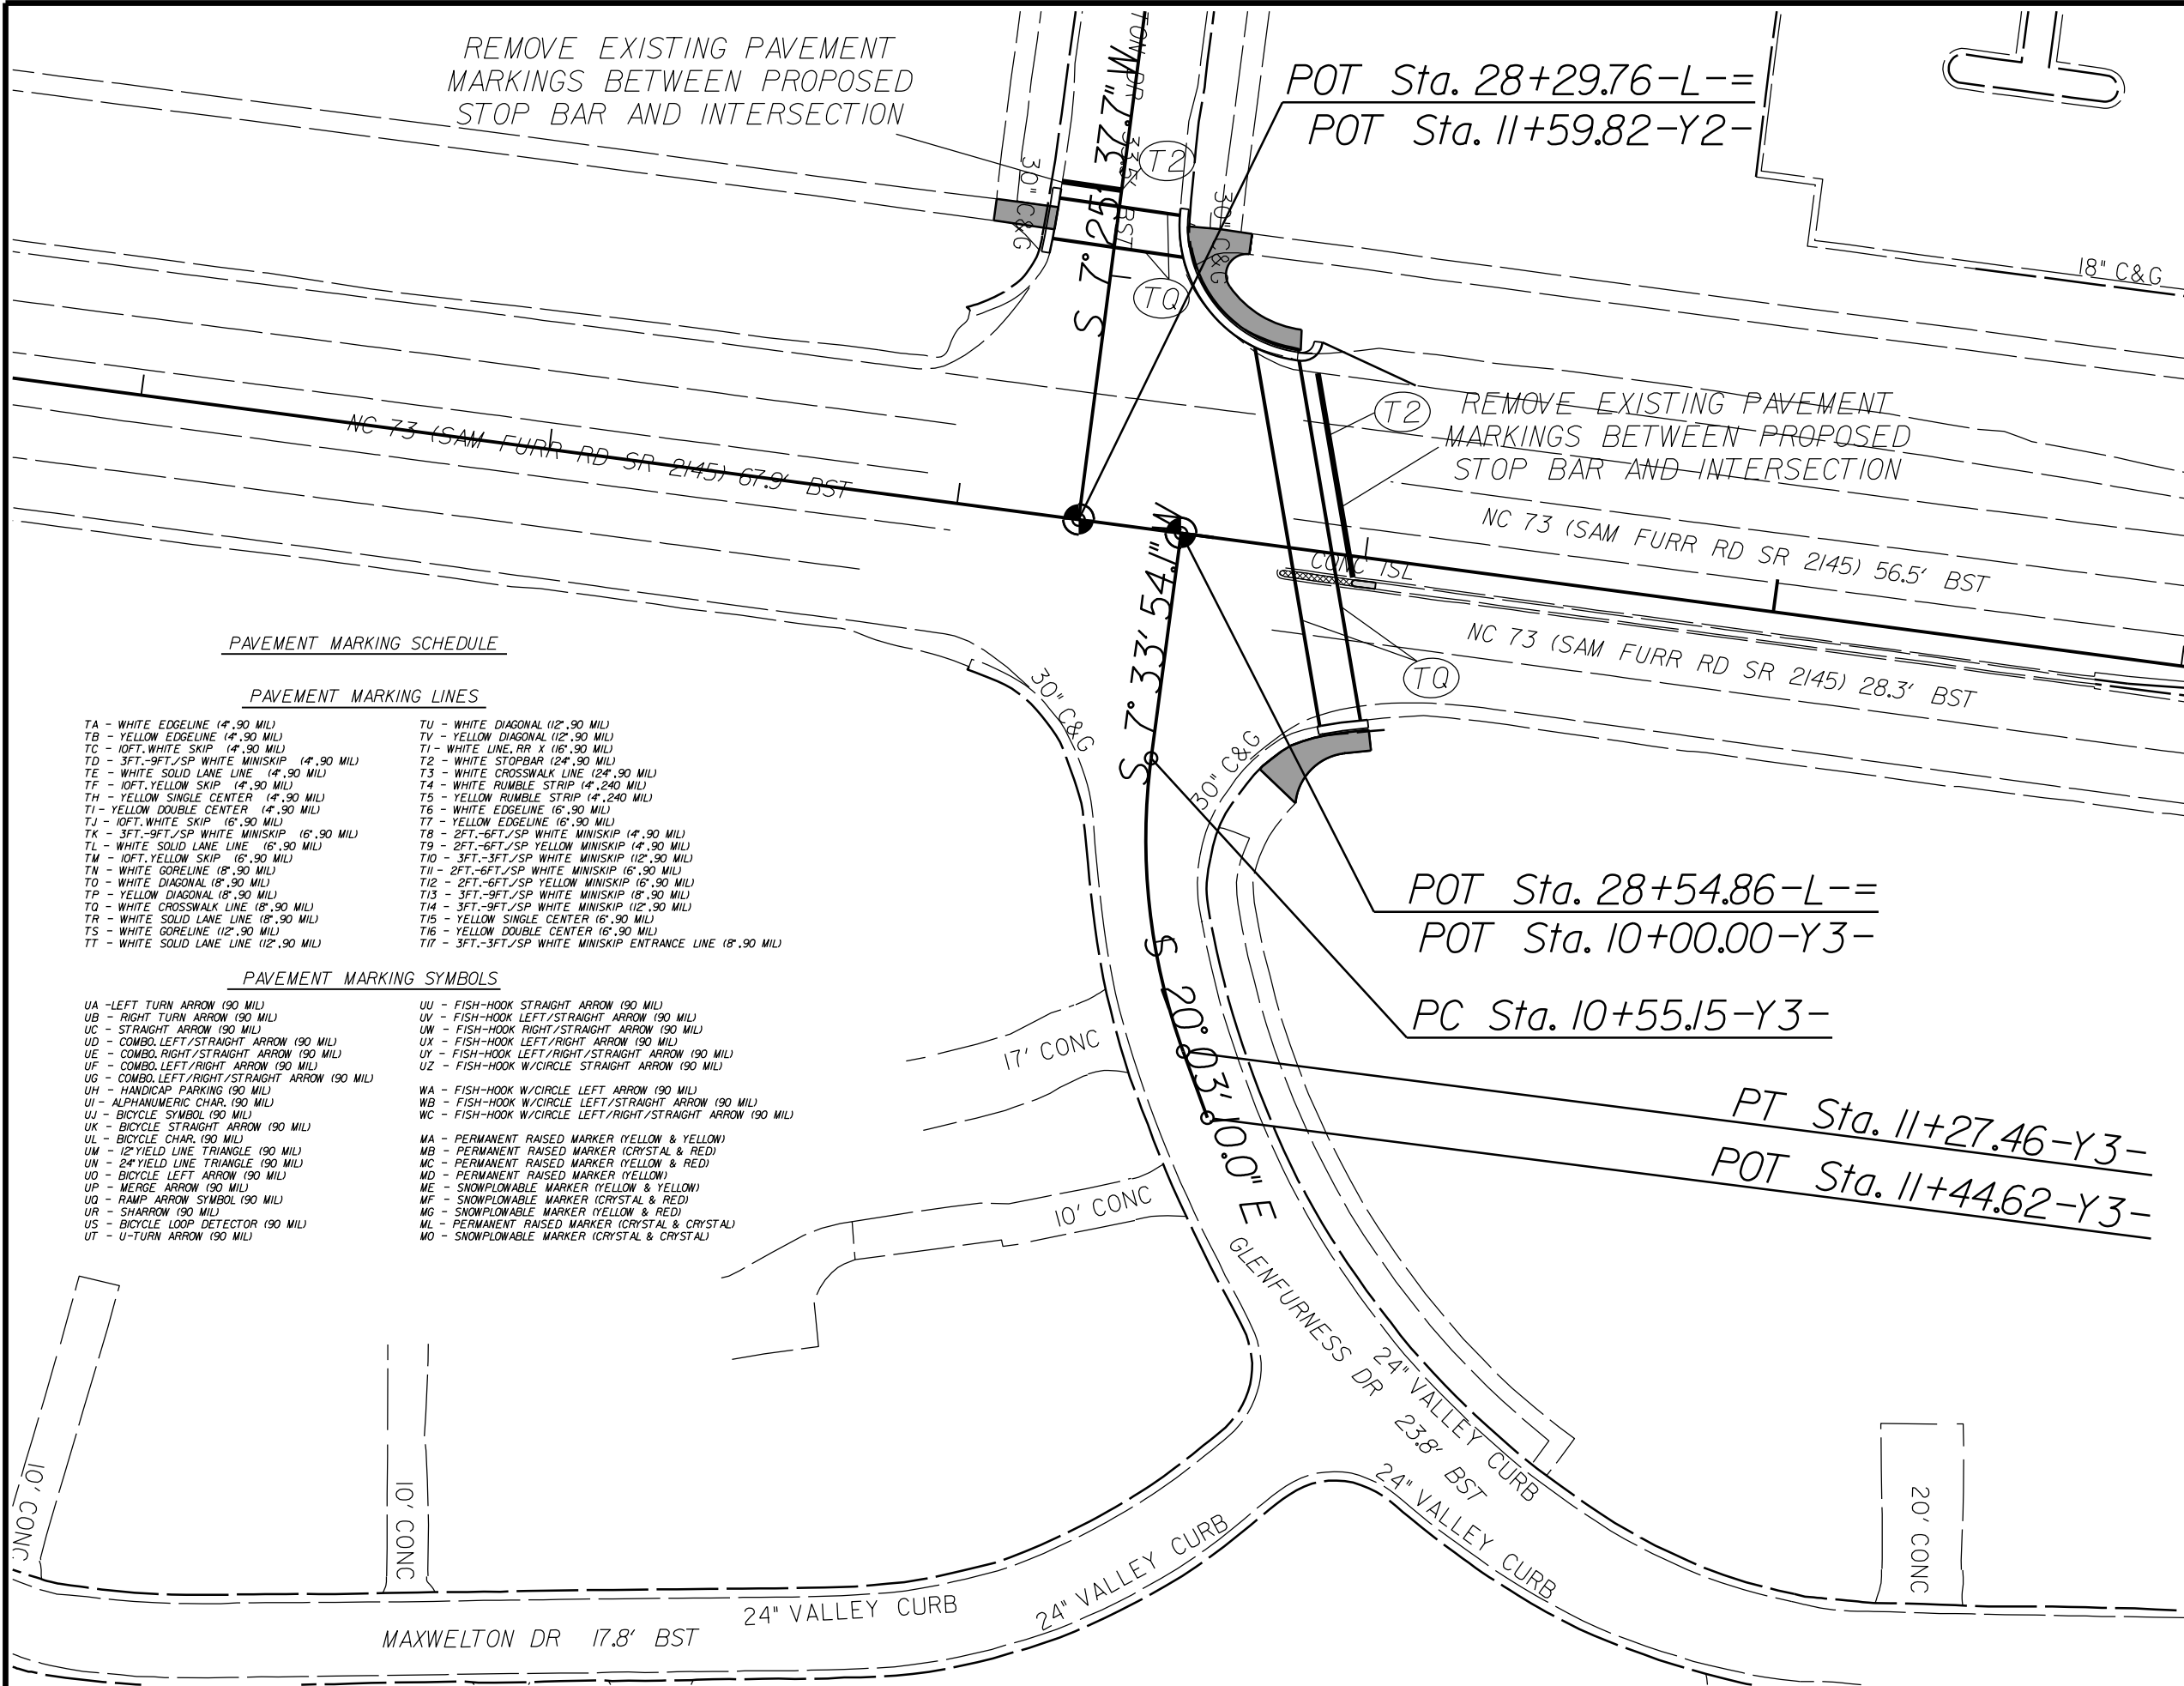 REMOVE EXISTING PAVEMENT
MARKINGS BETWEEN PROPOSED
STOP BAR AND INTERSECTION
POT Sta. 28+29.76-L-=
POT Sta. 11+59.82-Y2-
TON DR 33.5' BST
S 7° 25' 37.7" W
T2
30" C&G
30" C&G
TQ
18" C&G
REMOVE EXISTING PAVEMENT
MARKINGS BETWEEN PROPOSED
STOP BAR AND INTERSECTION
T2
NC 73 (SAM FURR RD SR 2145) 67.9' BST
NC 73 (SAM FURR RD SR 2145) 56.5' BST
CONC ISL
NC 73 (SAM FURR RD SR 2145) 28.3' BST
TQ
S 7° 33' 54.1" W
30" C&G
30" C&G
PAVEMENT MARKING SCHEDULE
PAVEMENT MARKING LINES
TA - WHITE EDGELINE (4",90 MIL)
TB - YELLOW EDGELINE (4",90 MIL)
TC - 10FT.WHITE SKIP (4",90 MIL)
TD - 3FT.-9FT./SP WHITE MINISKIP (4",90 MIL)
TE - WHITE SOLID LANE LINE (4",90 MIL)
TF - 10FT.YELLOW SKIP (4",90 MIL)
TH - YELLOW SINGLE CENTER (4",90 MIL)
TI - YELLOW DOUBLE CENTER (4",90 MIL)
TJ - 10FT.WHITE SKIP (6",90 MIL)
TK - 3FT.-9FT./SP WHITE MINISKIP (6",90 MIL)
TL - WHITE SOLID LANE LINE (6",90 MIL)
TM - 10FT.YELLOW SKIP (6",90 MIL)
TN - WHITE GORELINE (8",90 MIL)
TO - WHITE DIAGONAL (8",90 MIL)
TP - YELLOW DIAGONAL (8",90 MIL)
TQ - WHITE CROSSWALK LINE (8",90 MIL)
TR - WHITE SOLID LANE LINE (8",90 MIL)
TS - WHITE GORELINE (12",90 MIL)
TT - WHITE SOLID LANE LINE (12",90 MIL)
TU - WHITE DIAGONAL (12",90 MIL)
TV - YELLOW DIAGONAL (12",90 MIL)
T1 - WHITE LINE, RR X (16",90 MIL)
T2 - WHITE STOPBAR (24",90 MIL)
T3 - WHITE CROSSWALK LINE (24",90 MIL)
T4 - WHITE RUMBLE STRIP (4",240 MIL)
T5 - YELLOW RUMBLE STRIP (4",240 MIL)
T6 - WHITE EDGELINE (6",90 MIL)
T7 - YELLOW EDGELINE (6",90 MIL)
T8 - 2FT.-6FT./SP WHITE MINISKIP (4",90 MIL)
T9 - 2FT.-6FT./SP YELLOW MINISKIP (4",90 MIL)
T10 - 3FT.-3FT./SP WHITE MINISKIP (12",90 MIL)
T11 - 2FT.-6FT./SP WHITE MINISKIP (6",90 MIL)
T12 - 2FT.-6FT./SP YELLOW MINISKIP (6",90 MIL)
T13 - 3FT.-9FT./SP WHITE MINISKIP (8",90 MIL)
T14 - 3FT.-9FT./SP WHITE MINISKIP (12",90 MIL)
T15 - YELLOW SINGLE CENTER (6",90 MIL)
T16 - YELLOW DOUBLE CENTER (6",90 MIL)
T17 - 3FT.-3FT./SP WHITE MINISKIP ENTRANCE LINE (8",90 MIL)
PAVEMENT MARKING SYMBOLS
UA -LEFT TURN ARROW (90 MIL)
UB - RIGHT TURN ARROW (90 MIL)
UC - STRAIGHT ARROW (90 MIL)
UD - COMBO. LEFT/STRAIGHT ARROW (90 MIL)
UE - COMBO. RIGHT/STRAIGHT ARROW (90 MIL)
UF - COMBO. LEFT/RIGHT ARROW (90 MIL)
UG - COMBO. LEFT/RIGHT/STRAIGHT ARROW (90 MIL)
UH - HANDICAP PARKING (90 MIL)
UI - ALPHANUMERIC CHAR. (90 MIL)
UJ - BICYCLE SYMBOL (90 MIL)
UK - BICYCLE STRAIGHT ARROW (90 MIL)
UL - BICYCLE CHAR. (90 MIL)
UM - 12"YIELD LINE TRIANGLE (90 MIL)
UN - 24"YIELD LINE TRIANGLE (90 MIL)
UO - BICYCLE LEFT ARROW (90 MIL)
UP - MERGE ARROW (90 MIL)
UQ - RAMP ARROW SYMBOL (90 MIL)
UR - SHARROW (90 MIL)
US - BICYCLE LOOP DETECTOR (90 MIL)
UT - U-TURN ARROW (90 MIL)
UU - FISH-HOOK STRAIGHT ARROW (90 MIL)
UV - FISH-HOOK LEFT/STRAIGHT ARROW (90 MIL)
UW - FISH-HOOK RIGHT/STRAIGHT ARROW (90 MIL)
UX - FISH-HOOK LEFT/RIGHT ARROW (90 MIL)
UY - FISH-HOOK LEFT/RIGHT/STRAIGHT ARROW (90 MIL)
UZ - FISH-HOOK W/CIRCLE STRAIGHT ARROW (90 MIL)
WA - FISH-HOOK W/CIRCLE LEFT ARROW (90 MIL)
WB - FISH-HOOK W/CIRCLE LEFT/STRAIGHT ARROW (90 MIL)
WC - FISH-HOOK W/CIRCLE LEFT/RIGHT/STRAIGHT ARROW (90 MIL)
MA - PERMANENT RAISED MARKER (YELLOW & YELLOW)
MB - PERMANENT RAISED MARKER (CRYSTAL & RED)
MC - PERMANENT RAISED MARKER (YELLOW & RED)
MD - PERMANENT RAISED MARKER (YELLOW)
ME - SNOWPLOWABLE MARKER (YELLOW & YELLOW)
MF - SNOWPLOWABLE MARKER (CRYSTAL & RED)
MG - SNOWPLOWABLE MARKER (YELLOW & RED)
ML - PERMANENT RAISED MARKER (CRYSTAL & CRYSTAL)
MO - SNOWPLOWABLE MARKER (CRYSTAL & CRYSTAL)
POT Sta. 28+54.86-L-=
POT Sta. 10+00.00-Y3-
PC Sta. 10+55.15-Y3-
S 20° 03' 10.0" E
PT Sta. 11+27.46-Y3-
POT Sta. 11+44.62-Y3-
17' CONC
10' CONC
GLENFURNESS DR 23.8' BST
24" VALLEY CURB
24" VALLEY CURB
10' CONC
10' CONC
20' CONC
24" VALLEY CURB
24" VALLEY CURB
MAXWELTON DR 17.8' BST